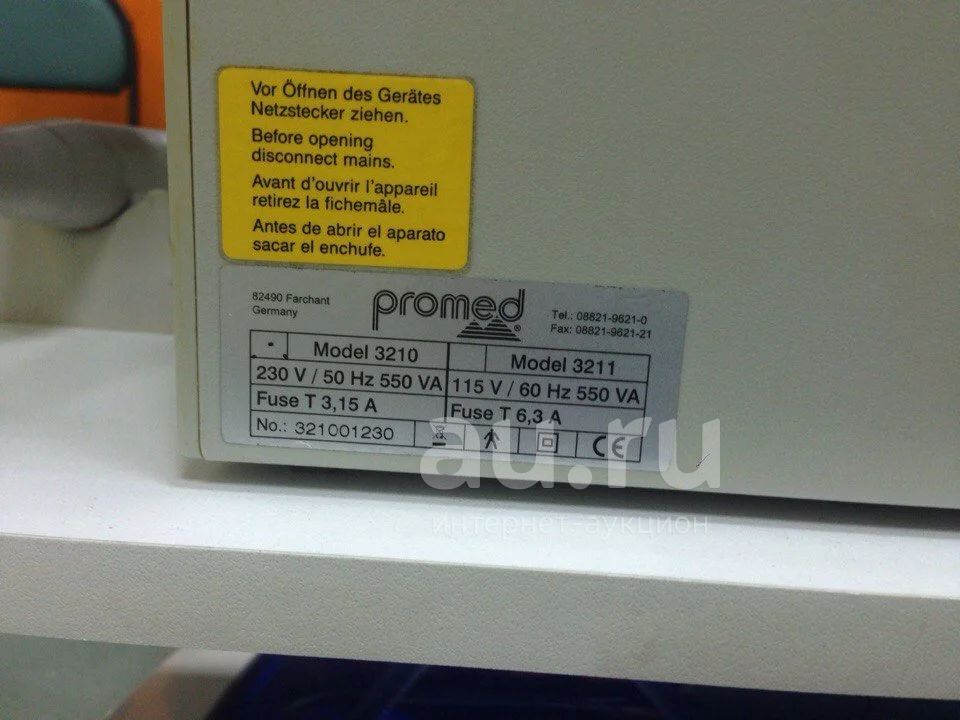 Vor Öffnen des Gerätes
Netzstecker ziehen.
Before opening
disconnect mains.
Avant d'ouvrir l'appareil
retirez la fichemâle.
Antes de abrir el aparato
sacar el enchufe.
82490 Farchant
Germany
promed
®
Tel.: 08821-9621-0
Fax: 08821-9621-21
Model 3210
Model 3211
230 V / 50 Hz 550 VA
115 V / 60 Hz 550 VA
Fuse T 3,15 A
Fuse T 6,3 A
No.: 321001230
CE
au.ru
интернет-аукцион